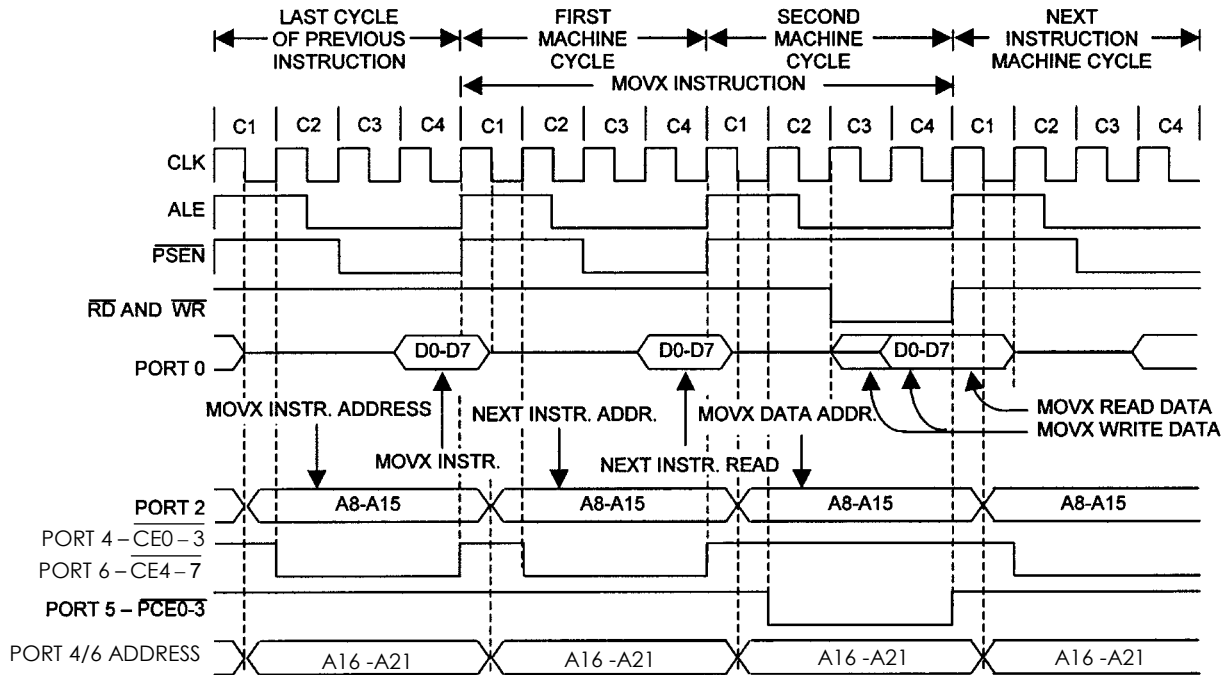 LAST CYCLE OF PREVIOUS INSTRUCTION
FIRST MACHINE CYCLE
SECOND MACHINE CYCLE
NEXT INSTRUCTION MACHINE CYCLE
MOVX INSTRUCTION
C1 C2 C3 C4 C1 C2 C3 C4 C1 C2 C3 C4 C1 C2 C3 C4
CLK
ALE
PSEN
RD AND WR
PORT 0
D0-D7 D0-D7 D0-D7
MOVX INSTR. ADDRESS
NEXT INSTR. ADDR.
MOVX DATA ADDR.
MOVX READ DATA
MOVX WRITE DATA
MOVX INSTR.
NEXT INSTR. READ
PORT 2
A8-A15 A8-A15 A8-A15 A8-A15
PORT 4 – CE0 – 3
PORT 6 – CE4 – 7
PORT 5 – PCE0-3
PORT 4/6 ADDRESS
A16 -A21 A16 -A21 A16 -A21 A16 -A21